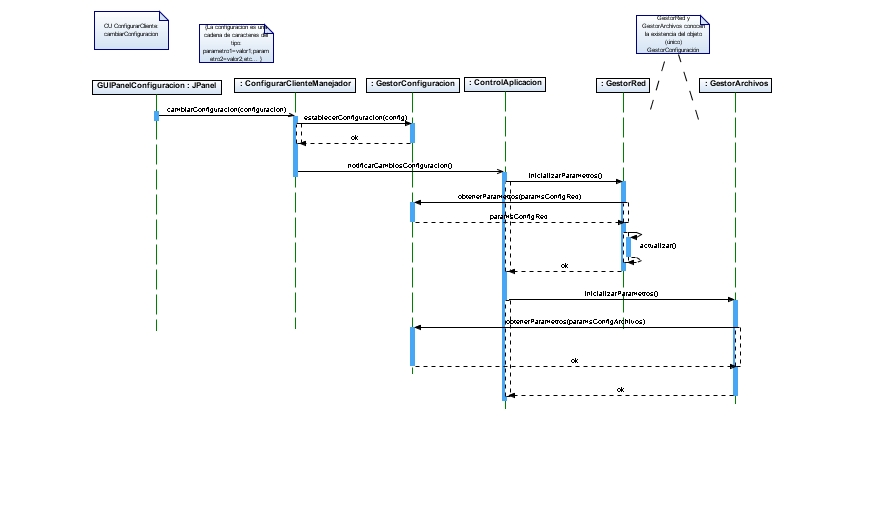 CU ConfigurarCliente:
cambiarConfiguracion
(La configuracion es una
cadena de caracteres del
tipo:
parametro1=valor1;param
etro2=valor2;etc... )
GestorRed y
GestorArchivos conocen
la existencia del objeto
(único)
GestorConfiguración
GUIPanelConfiguracion : JPanel
: ConfigurarClienteManejador
: GestorConfiguracion
: ControlAplicacion
: GestorRed
: GestorArchivos
cambiarConfiguracion(configuracion)
establecerConfiguracion(config)
ok
notificarCambiosConfiguracion()
inicializarParametros()
obtenerParametros(paramsConfigRed)
paramsConfigRed
actualizar()
ok
inicializarParametros()
obtenerParametros(paramsConfigArchivos)
ok
ok